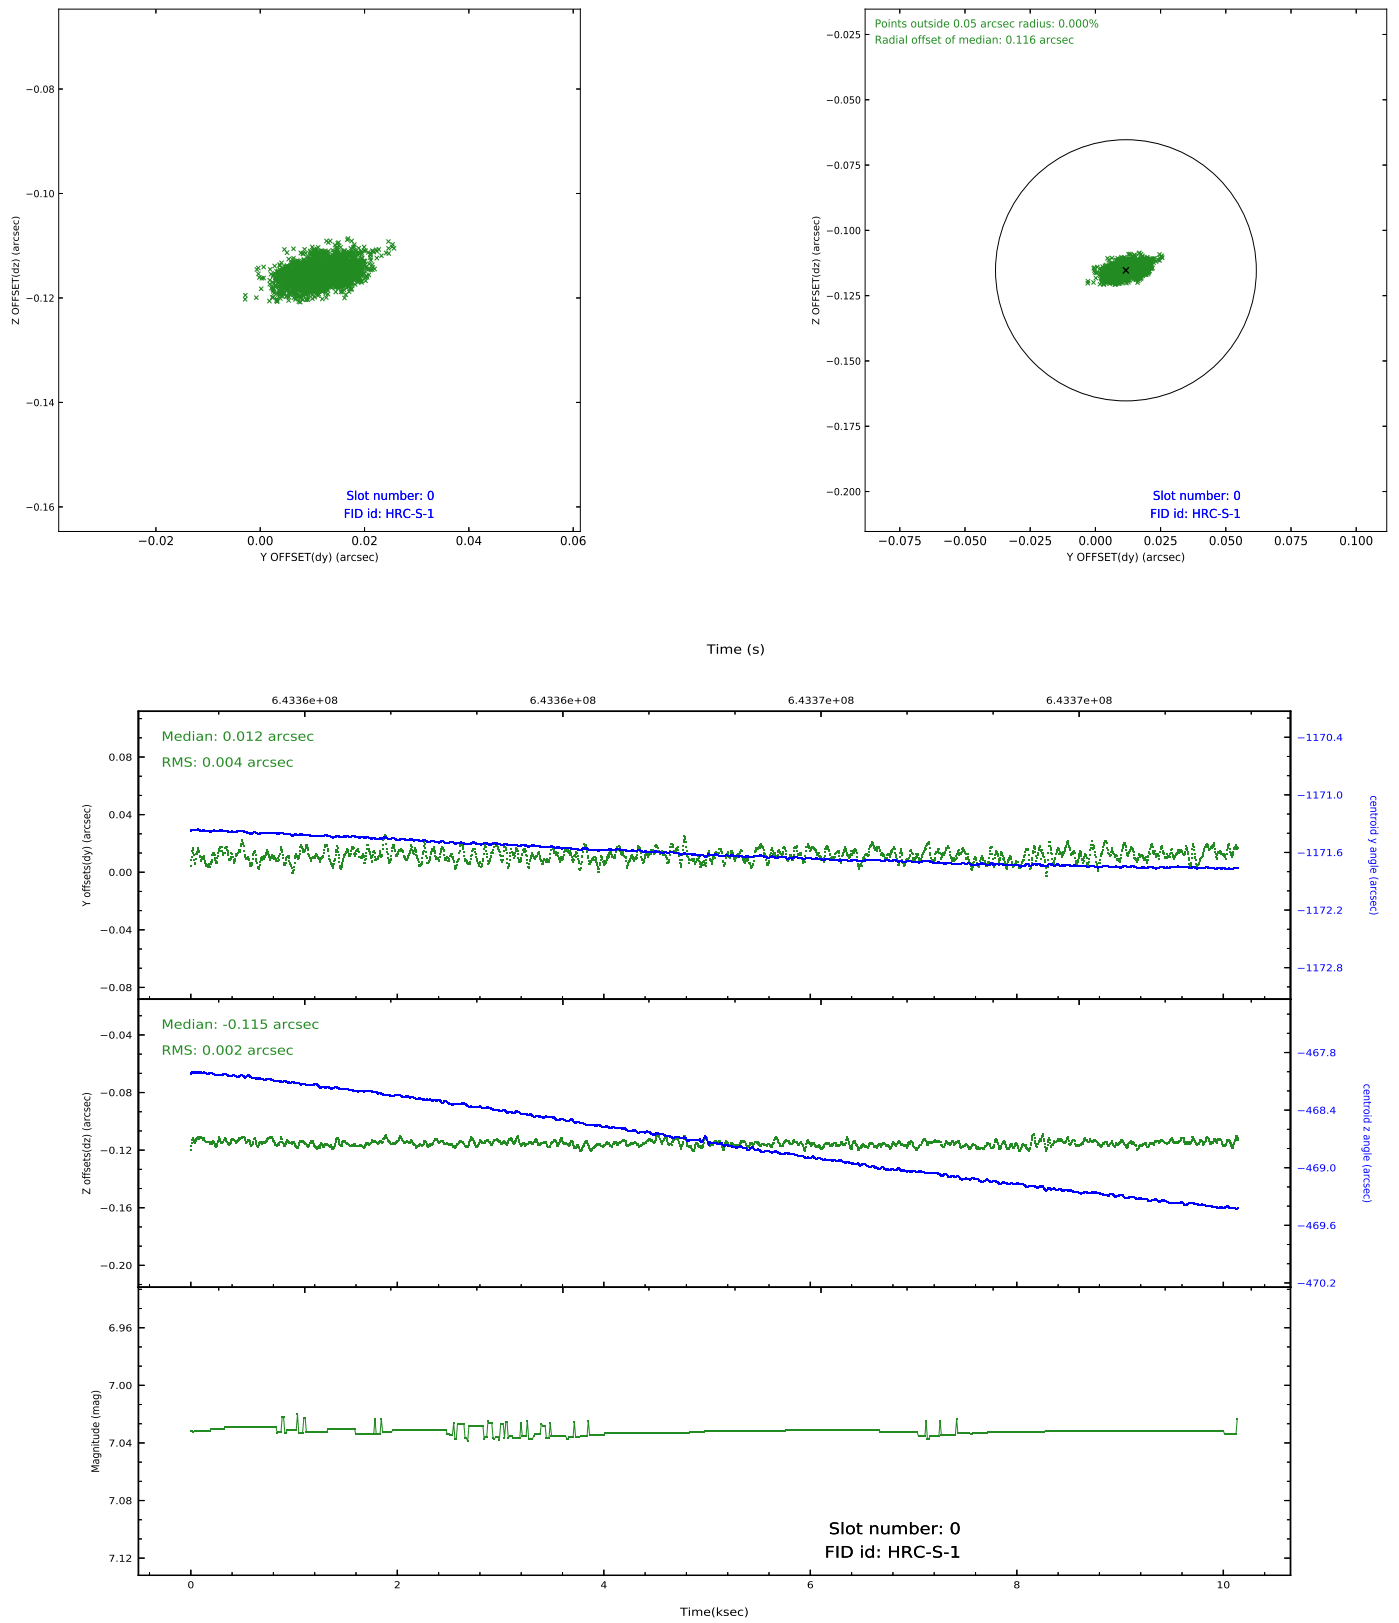 −0.08
−0.10
−0.12
−0.14
−0.16
Z OFFSET(dz) (arcsec)
Slot number: 0
FID id: HRC-S-1
−0.02
0.00
0.02
0.04
0.06
Y OFFSET(dy) (arcsec)
Points outside 0.05 arcsec radius: 0.000%
Radial offset of median: 0.116 arcsec
−0.025
−0.050
−0.075
−0.100
−0.125
−0.150
−0.175
−0.200
Z OFFSET(dz) (arcsec)
Slot number: 0
FID id: HRC-S-1
−0.075
−0.050
−0.025
0.000
0.025
0.050
0.075
0.100
Y OFFSET(dy) (arcsec)
Time (s)
6.4336e+08
6.4336e+08
6.4337e+08
6.4337e+08
Median: 0.012 arcsec
RMS: 0.004 arcsec
0.08
0.04
0.00
−0.04
−0.08
Y offsets(dy) (arcsec)
−1170.4
−1171.0
−1171.6
−1172.2
−1172.8
centroid y angle (arcsec)
Median: -0.115 arcsec
RMS: 0.002 arcsec
−0.04
−0.08
−0.12
−0.16
−0.20
Z offsets(dz) (arcsec)
−467.8
−468.4
−469.0
−469.6
−470.2
centroid z angle (arcsec)
6.96
7.00
7.04
7.08
7.12
Magnitude (mag)
Slot number: 0
FID id: HRC-S-1
0
2
4
6
8
10
Time(ksec)